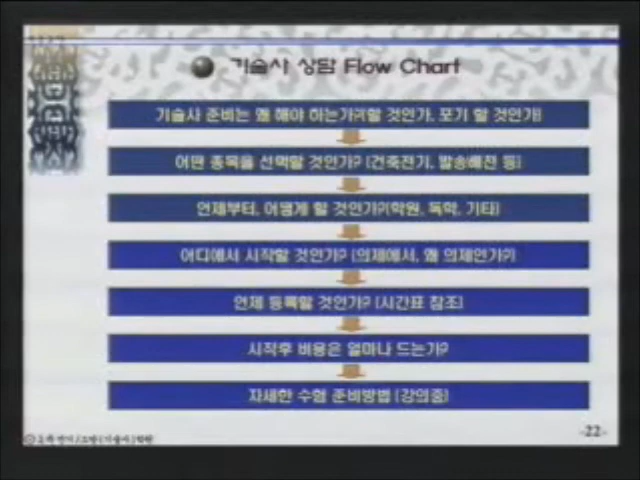 기술사 상담 Flow Chart
기술사 준비는 왜 해야 하는가?(할 것인가, 포기 할 것인가)
어떤 종목을 선택할 것인가? (건축전기, 발송배전 등)
언제부터, 어떻게 할 것인가?(학원, 독학, 기타)
어디에서 시작할 것인가? (의제에서, 왜 의제인가?)
언제 등록할 것인가? (시간표 참조)
시작후 비용은 얼마나 드는가?
자세한 수험 준비방법 (강의중)
-22-